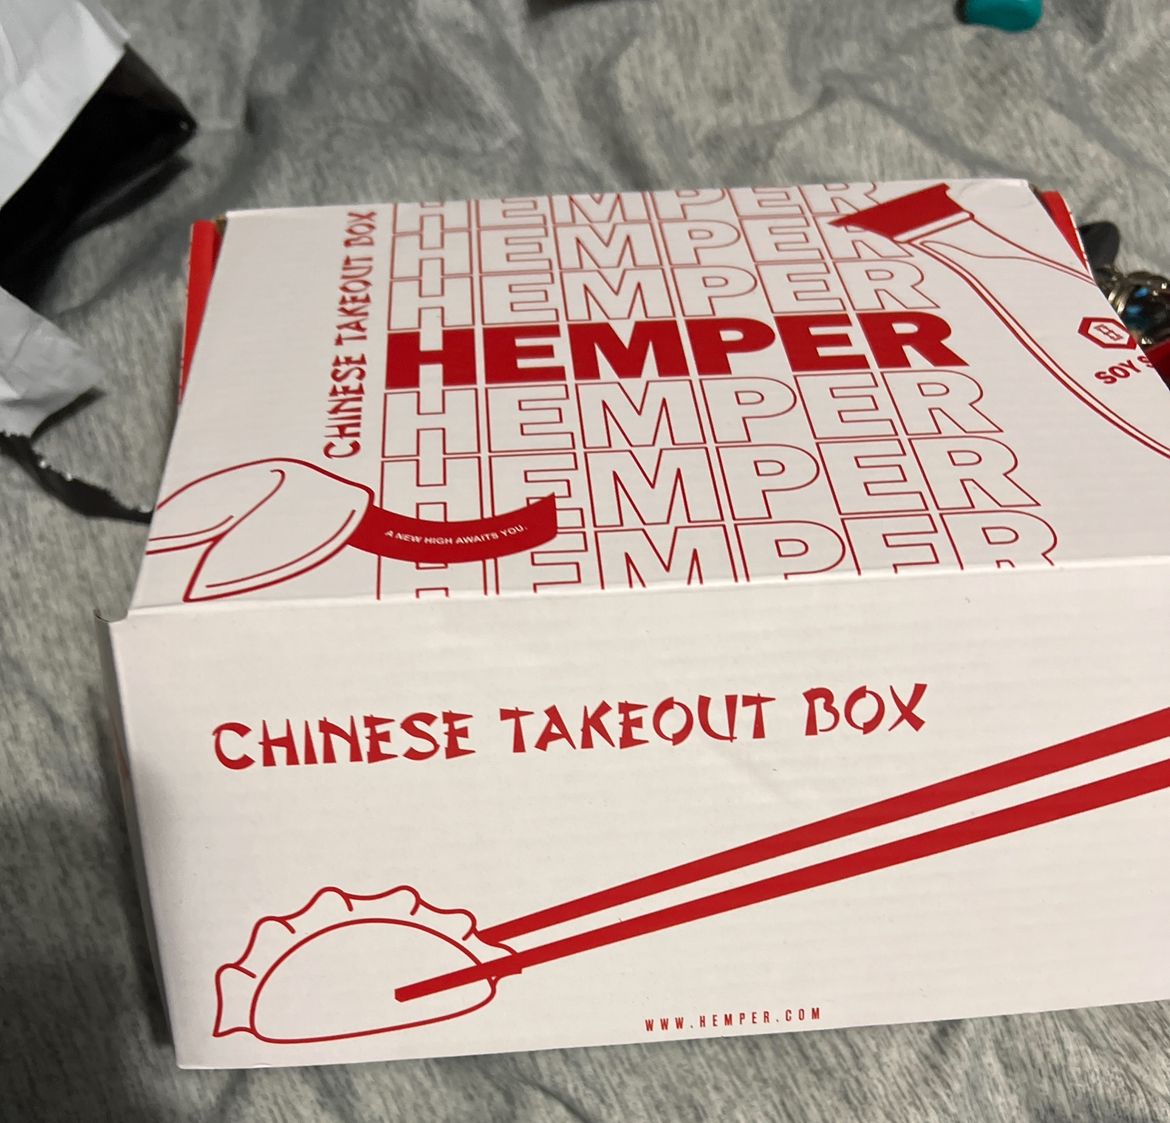 CHINESE TAKEOUT BOX
HEMPER
HEMPER
HEMPER
HEMPER
HEMPER
HEMPER
HEMPER
H
SOY
A NEW HIGH AWAITS YOU.
CHINESE TAKEOUT BOX
WWW.HEMPER.COM